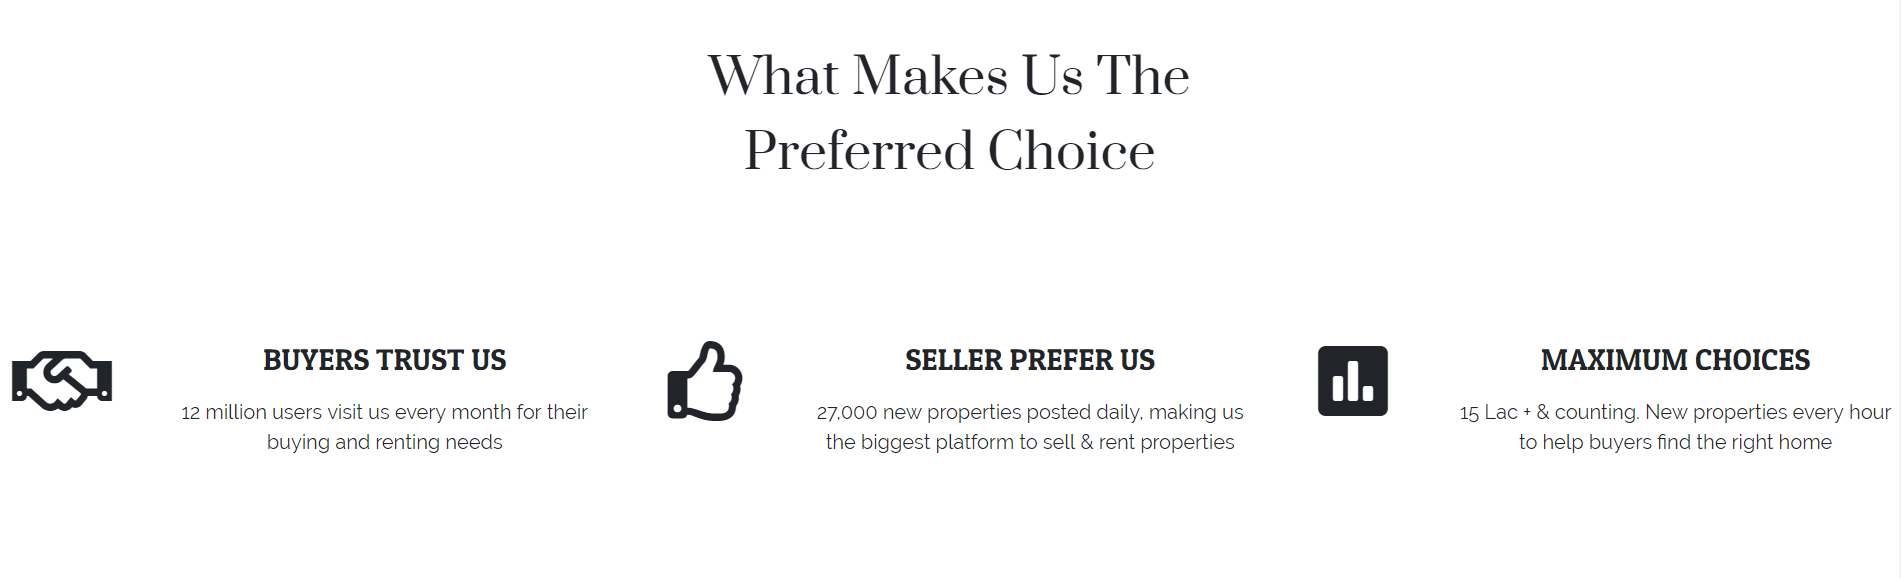 What Makes Us The
Preferred Choice
BUYERS TRUST US
12 million users visit us every month for their
buying and renting needs
SELLER PREFER US
27,000 new properties posted daily, making us
the biggest platform to sell & rent properties
MAXIMUM CHOICES
15 Lac + & counting. New properties every hour
to help buyers find the right home